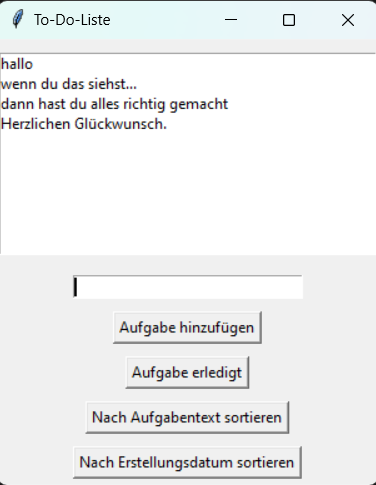 To-Do-Liste
hallo
wenn du das siehst...
dann hast du alles richtig gemacht
Herzlichen Glückwunsch.
Aufgabe hinzufügen
Aufgabe erledigt
Nach Aufgabentext sortieren
Nach Erstellungsdatum sortieren